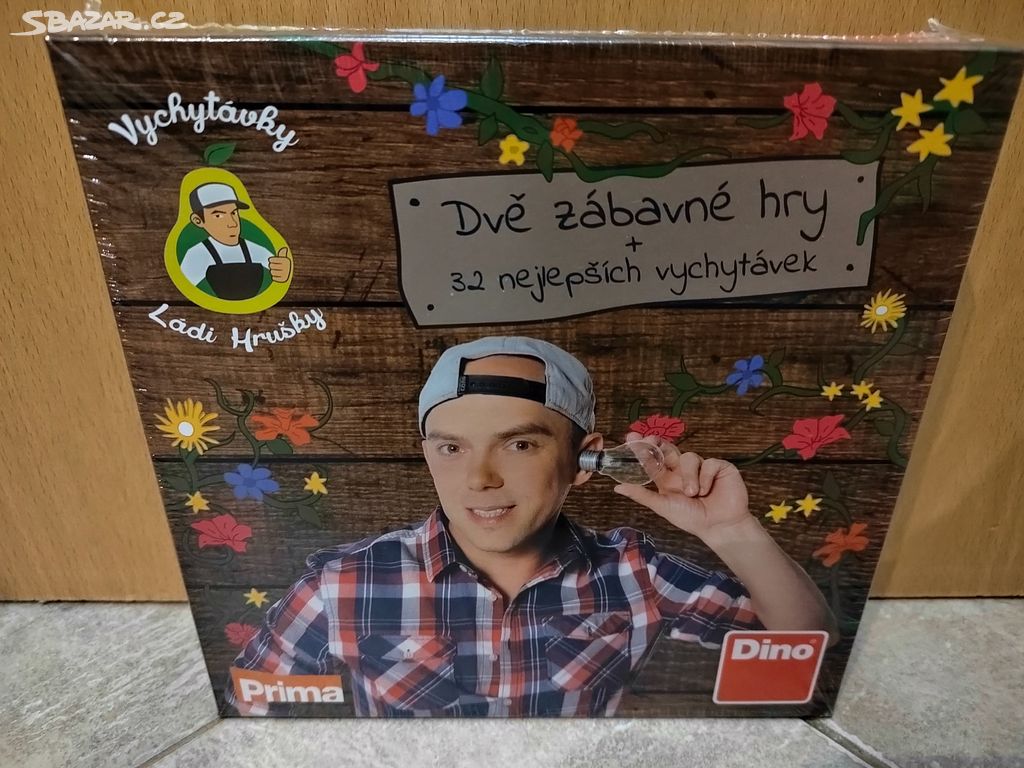 SBAZAR.CZ
Vychytávky
Ládi Hrušky
Dvě zábavné hry
+
32 nejlepších vychytávek
Prima
Dino